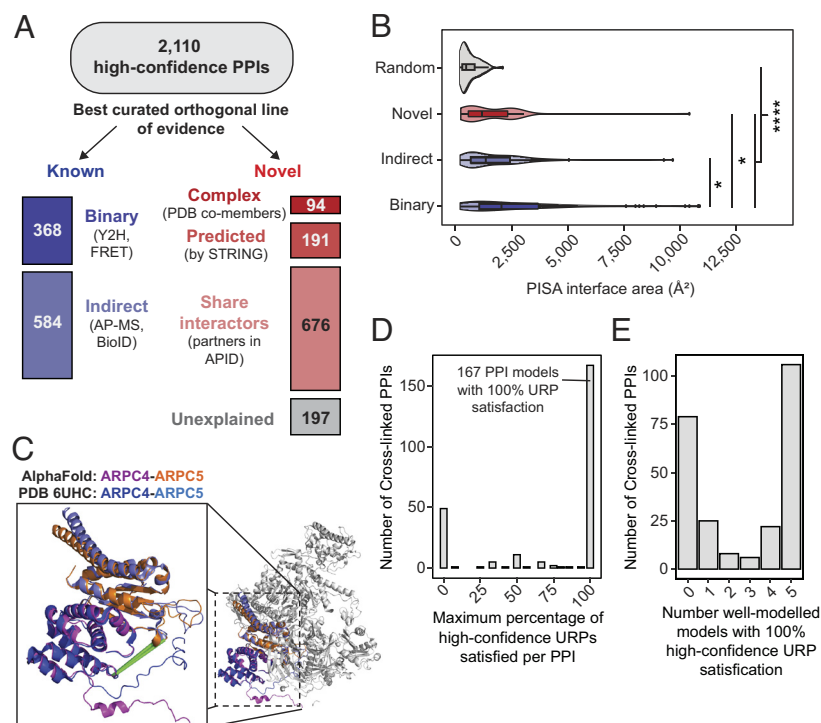 A
2,110
high-confidence PPIs
Best curated orthogonal line
of evidence
Known
Novel
368
Binary
(Y2H,
FRET)
584
Indirect
(AP-MS,
BioID)
Complex
(PDB co-members)
94
Predicted
(by STRING)
191
Share
interactors
(partners in
APID)
676
Unexplained
197
B
Random
Novel
Indirect
Binary
*
*
****
0
2,500
5,000
7,500
10,000
12,500
PISA interface area (Å²)
C
AlphaFold: ARPC4-ARPC5
PDB 6UHC: ARPC4-ARPC5
D
Number of Cross-linked PPIs
150
100
50
0
167 PPI models
with 100% URP
satisfaction
0
25
50
75
100
Maximum percentage of
high-confidence URPs
satisfied per PPI
E
Number of Cross-linked PPIs
100
75
50
25
0
0
1
2
3
4
5
Number well-modelled
models with 100%
high-confidence URP
satisfication